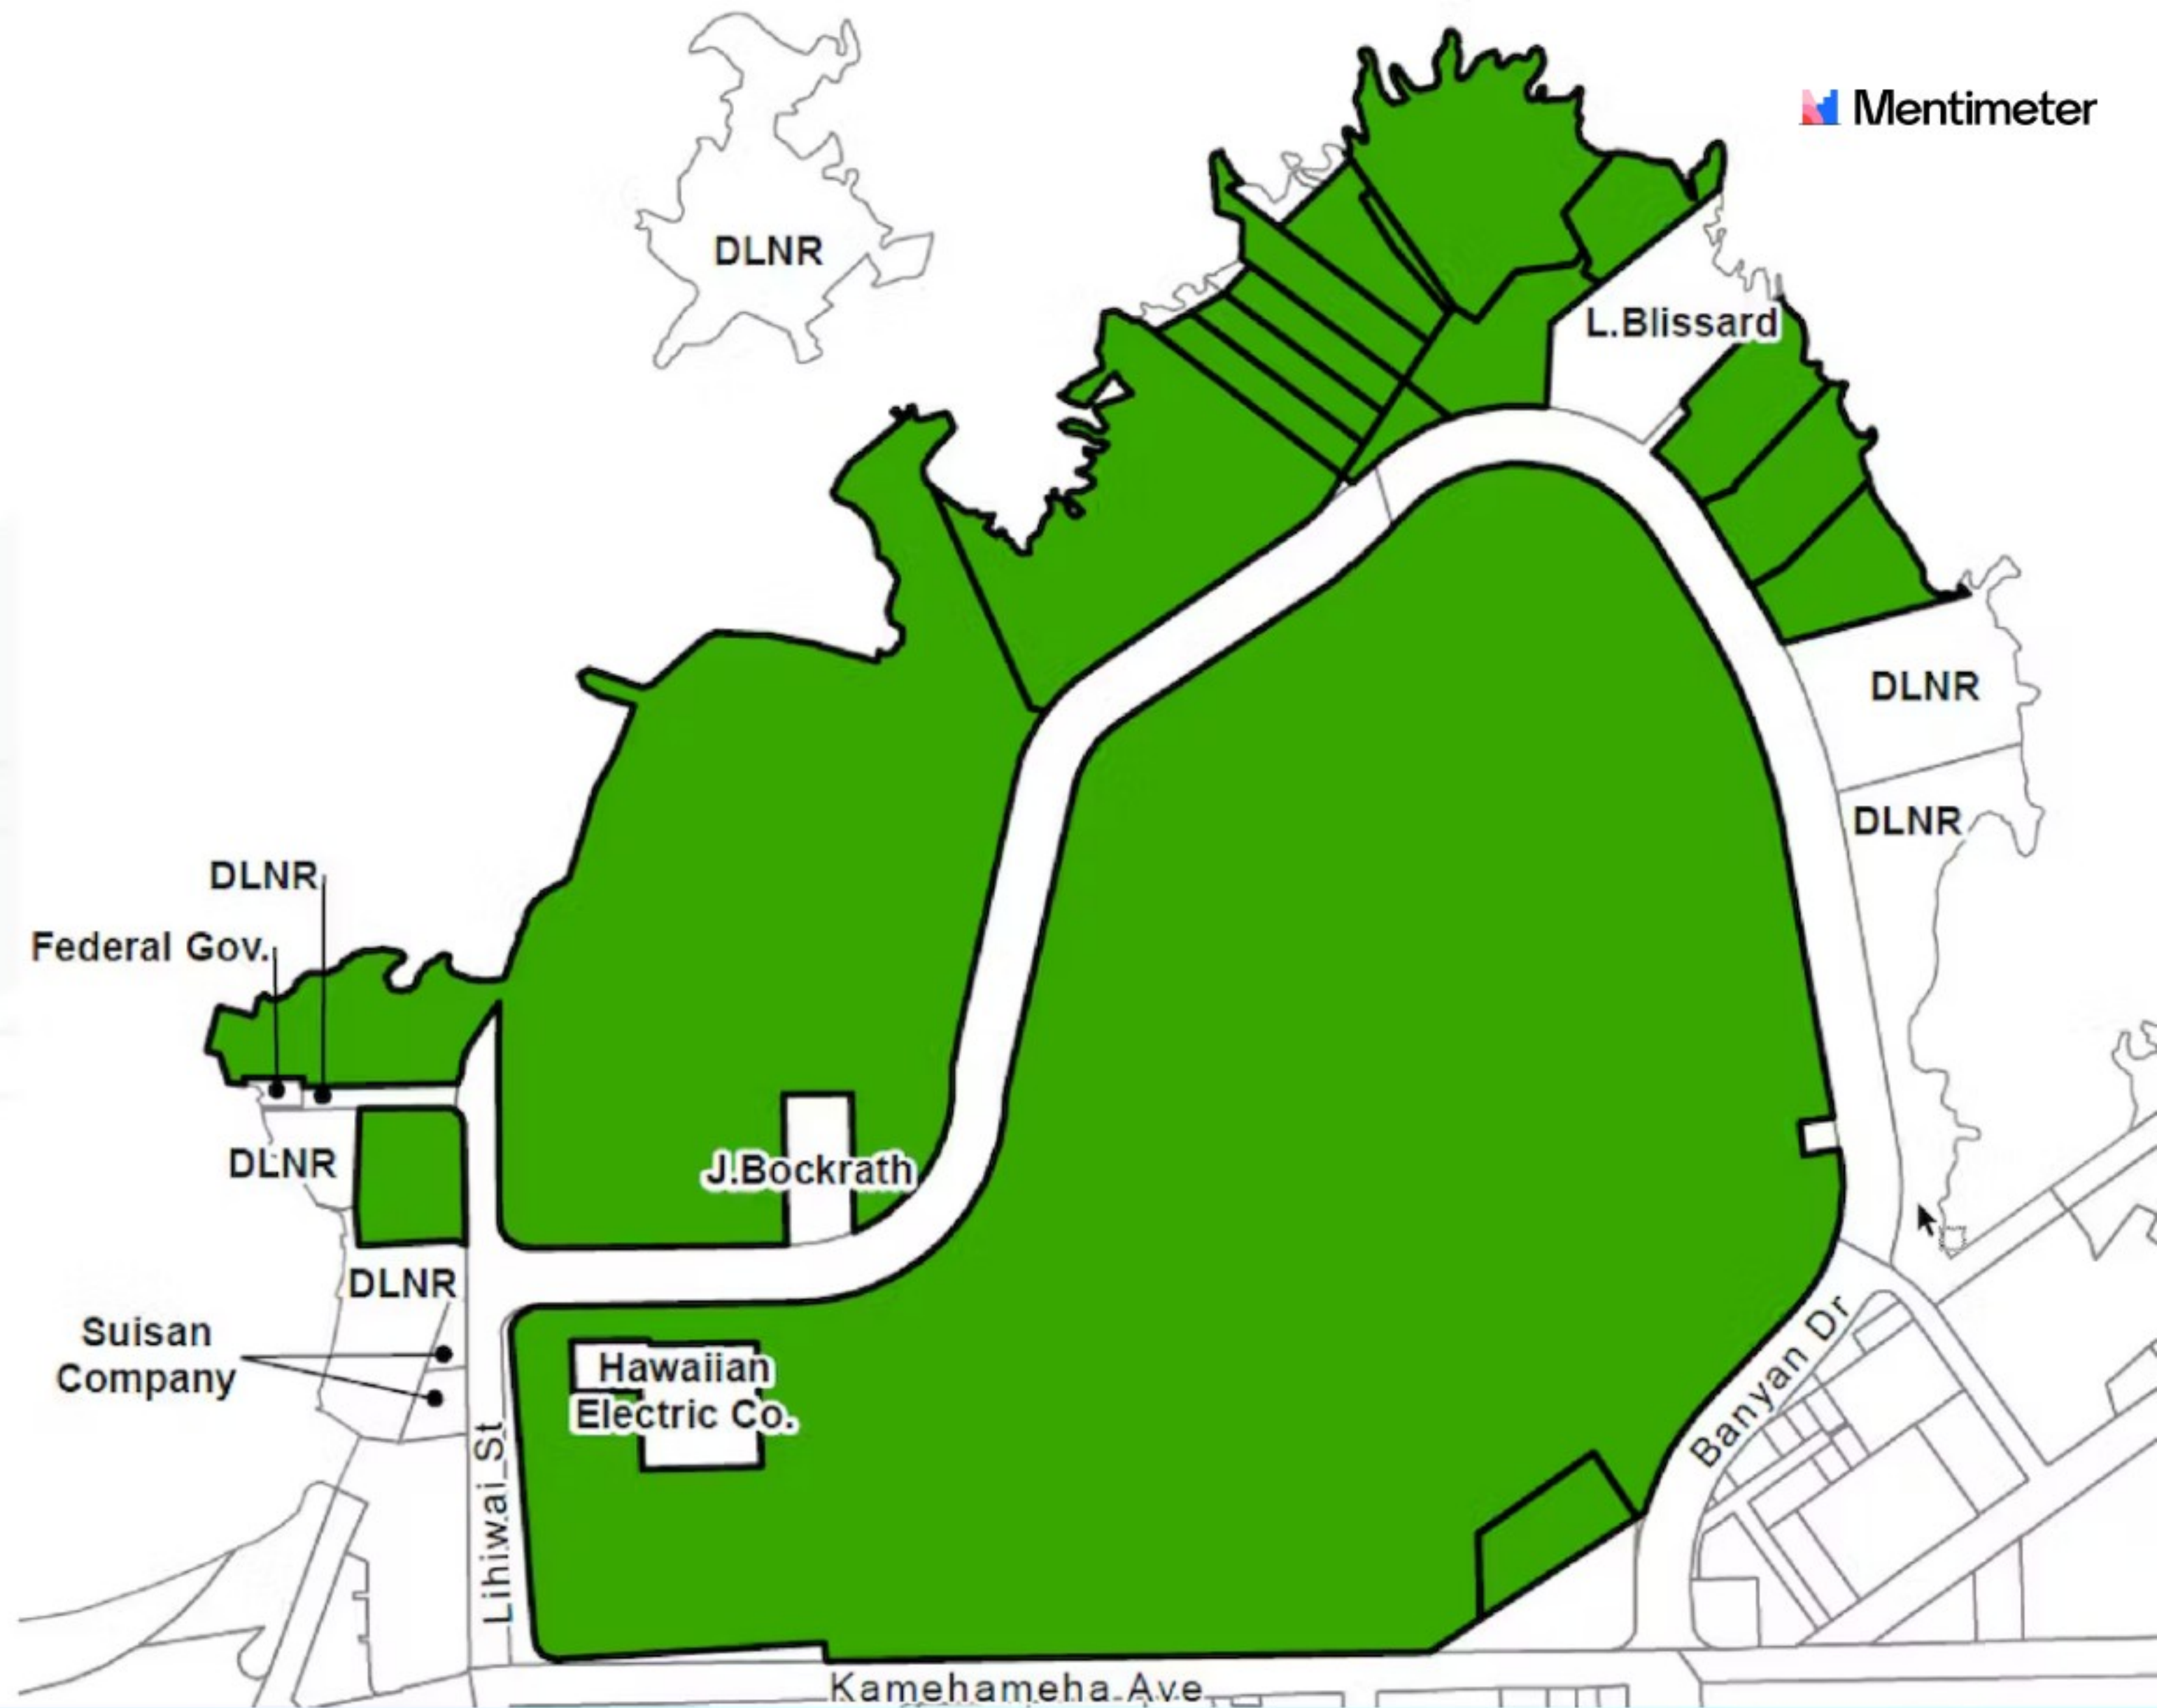 Mentimeter
DLNR
L.Blissard
DLNR
DLNR
DLNR
Federal Gov.
DLNR
J.Bockrath
DLNR
Suisan
Company
Hawaiian
Electric Co.
Banyan Dr
Lihiwai St
Kamehameha Ave